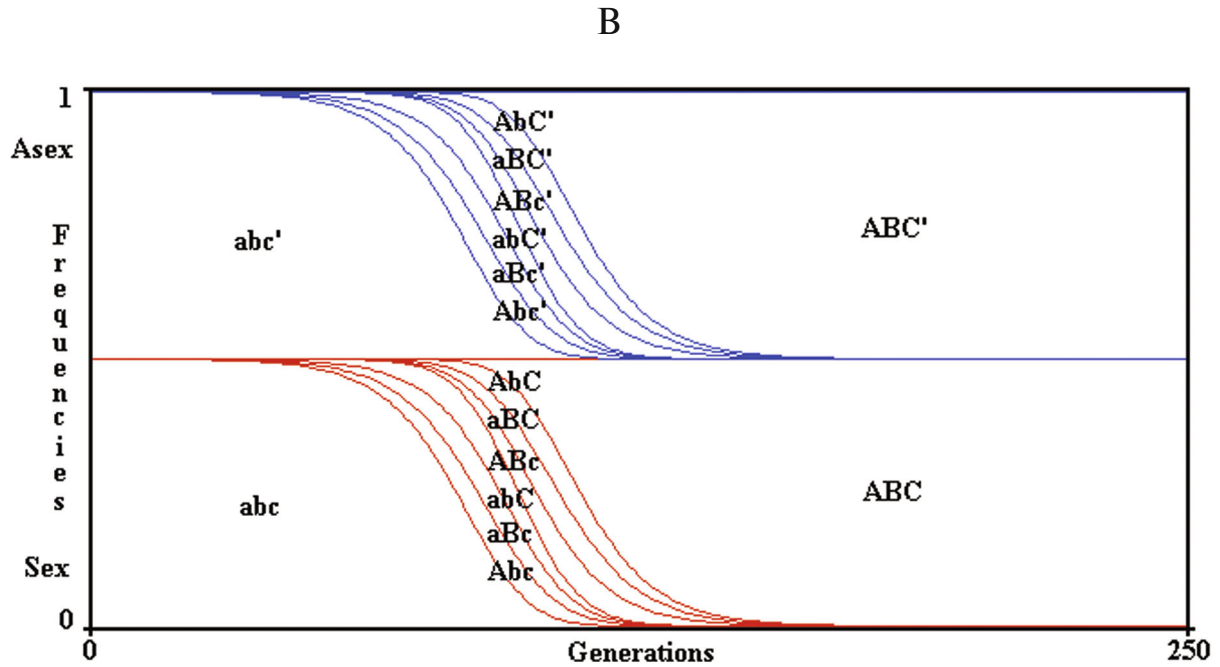 B
1
Asex
Frequencies
Sex
0
abc'
AbC'
aBC'
ABc'
abC'
aBc'
Abc'
ABC'
abc
AbC
aBC
ABc
abC
aBc
Abc
ABC
0
Generations
250